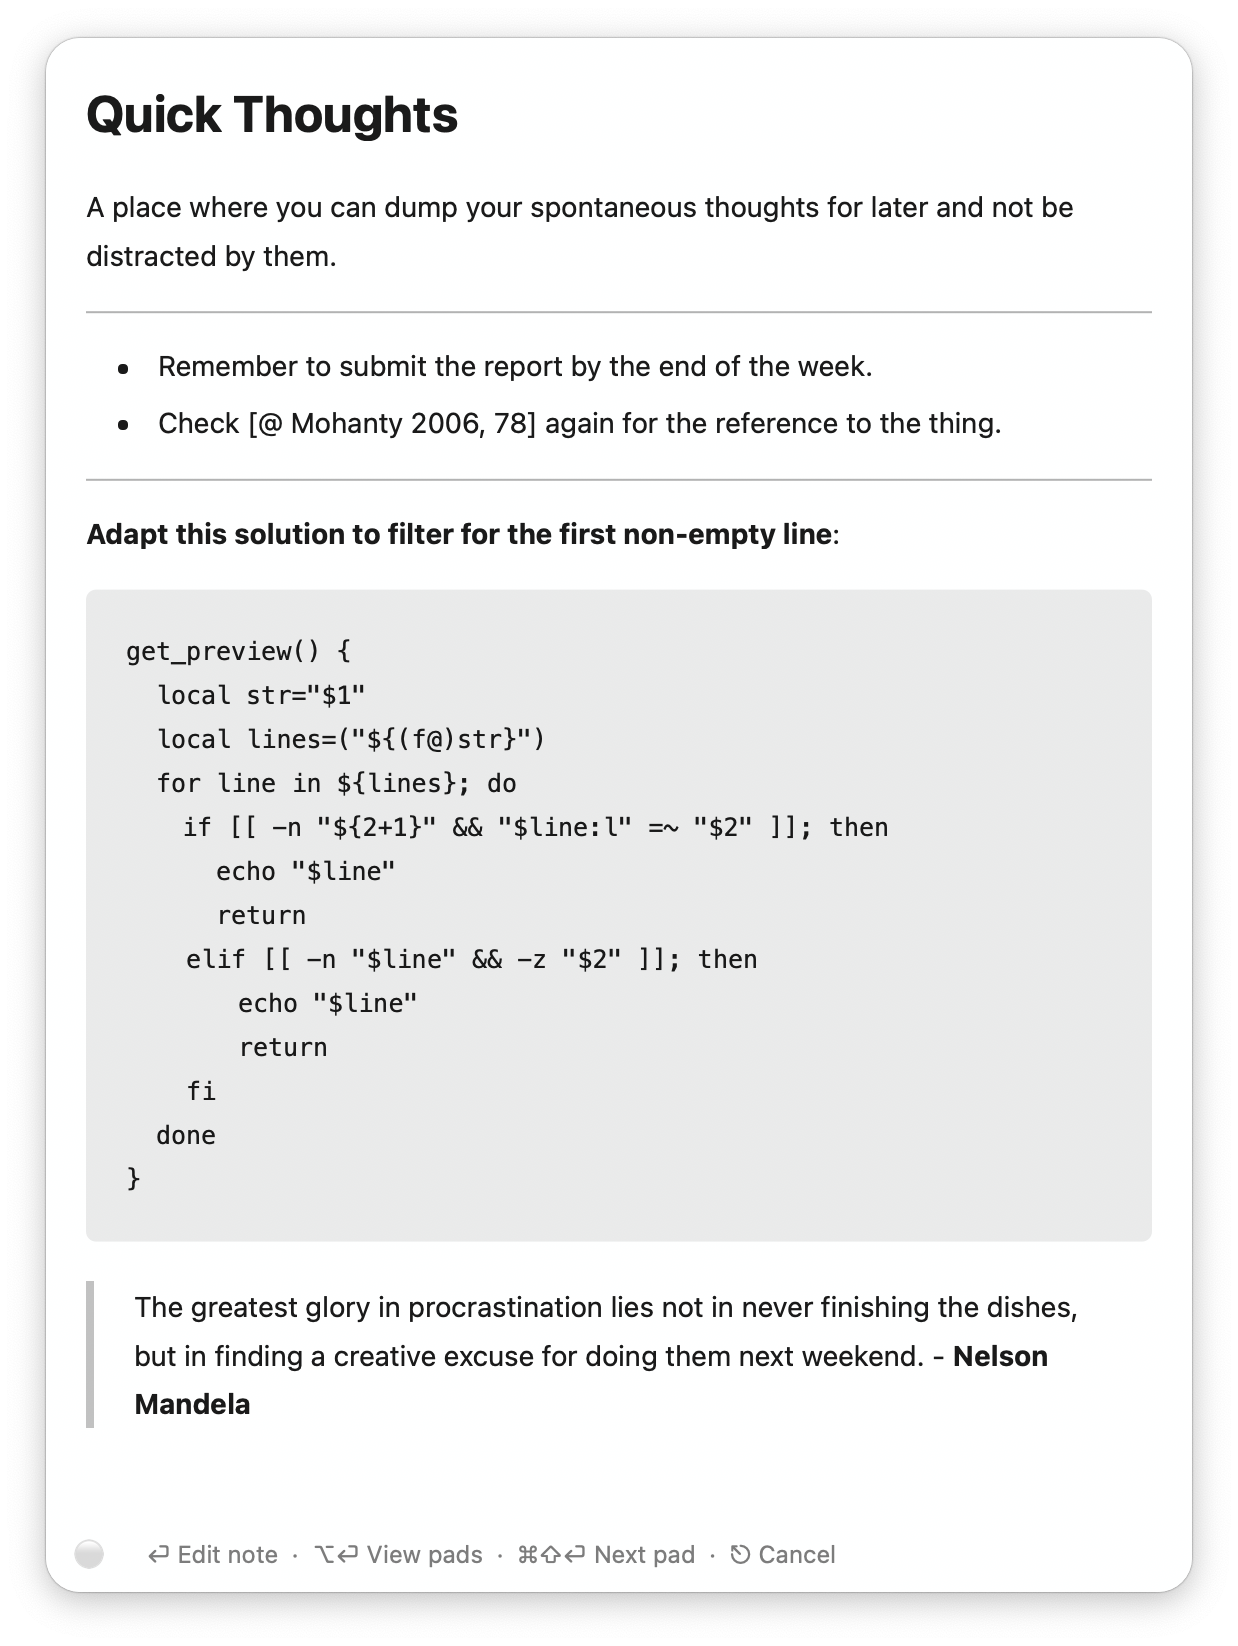 Quick Thoughts
A place where you can dump your spontaneous thoughts for later and not be
distracted by them.
• Remember to submit the report by the end of the week.
• Check [@ Mohanty 2006, 78] again for the reference to the thing.
Adapt this solution to filter for the first non-empty line:
get_preview() {
  local str="$1"
  local lines=("${(f@)str}")
  for line in ${lines}; do
    if [[ -n "${2+1}" && "$line:l" =~ "$2" ]]; then
      echo "$line"
      return
    elif [[ -n "$line" && -z "$2" ]]; then
       echo "$line"
       return
    fi
  done
}
The greatest glory in procrastination lies not in never finishing the dishes,
but in finding a creative excuse for doing them next weekend. - Nelson
Mandela
↩ Edit note · ⌥↩ View pads · ⌘⇧↩ Next pad · ⎋ Cancel